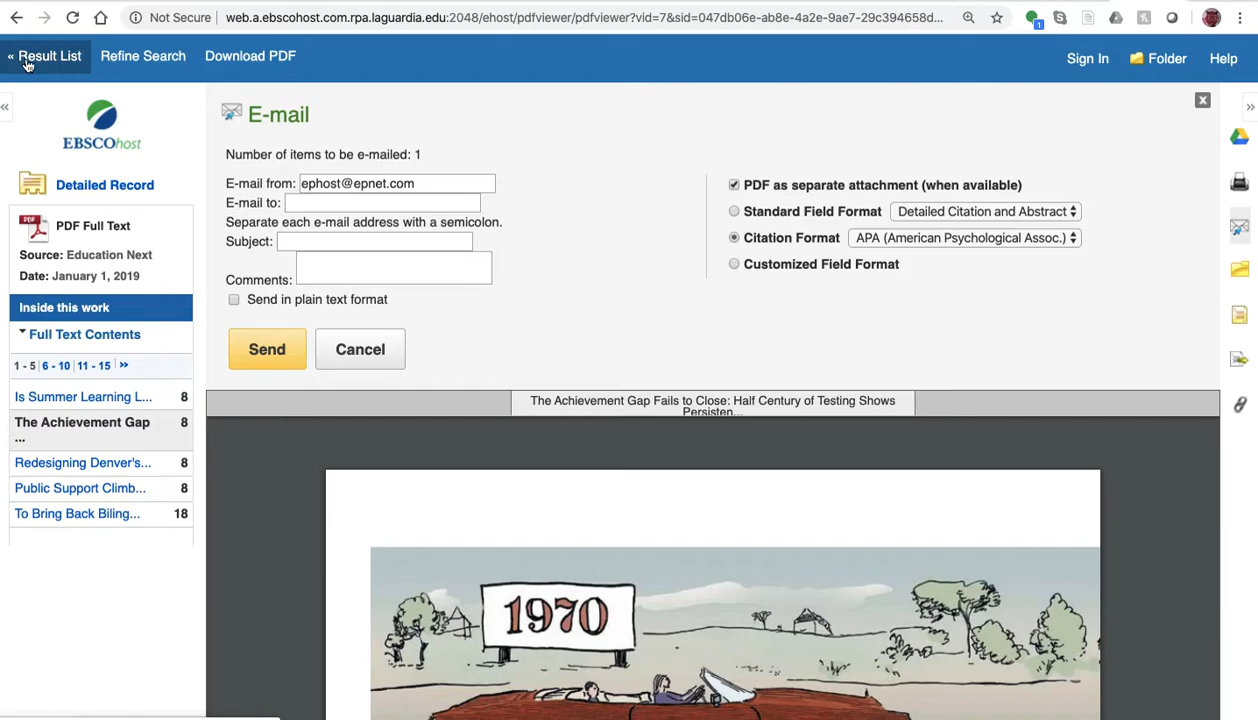 Not Secure
web.a.ebscohost.com.rpa.laguardia.edu:2048/ehost/pdfviewer/pdfviewer?vid=7&sid=047db06e-ab8e-4a2e-9ae7-29c394658d...
1
« Result List Refine Search Download PDF Sign In Folder Help
«
»
EBSCOhost
Detailed Record
PDF
PDF Full Text
Source: Education Next
Date: January 1, 2019
Inside this work
Full Text Contents
1 - 5 | 6 - 10 | 11 - 15 | »
Is Summer Learning L... 8
The Achievement Gap 8
...
Redesigning Denver's... 8
Public Support Climb... 8
To Bring Back Biling... 18
E-mail
x
Number of items to be e-mailed: 1
E-mail from: ephost@epnet.com
E-mail to:
Separate each e-mail address with a semicolon.
Subject:
Comments:
Send in plain text format
Send Cancel
PDF as separate attachment (when available)
Standard Field Format Detailed Citation and Abstract
Citation Format APA (American Psychological Assoc.)
Customized Field Format
The Achievement Gap Fails to Close: Half Century of Testing Shows
Persisten...
1970